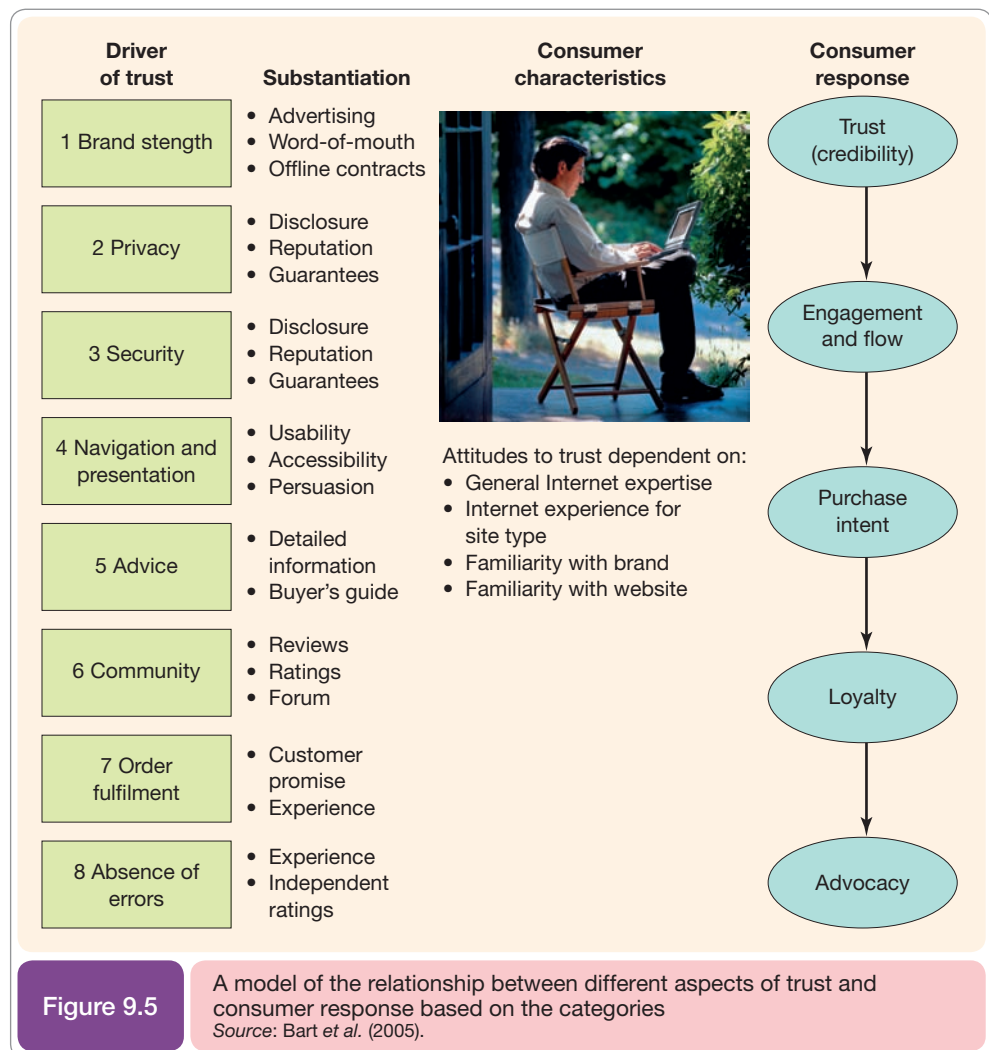 Driver
of trust
Substantiation
Consumer
characteristics
Consumer
response
1 Brand stength
• Advertising
• Word-of-mouth
• Offline contracts
2 Privacy
• Disclosure
• Reputation
• Guarantees
3 Security
• Disclosure
• Reputation
• Guarantees
4 Navigation and
presentation
• Usability
• Accessibility
• Persuasion
5 Advice
• Detailed
information
• Buyer's guide
6 Community
• Reviews
• Ratings
• Forum
7 Order
fulfilment
• Customer
promise
• Experience
8 Absence of
errors
• Experience
• Independent
ratings
Attitudes to trust dependent on:
• General Internet expertise
• Internet experience for
site type
• Familiarity with brand
• Familiarity with website
Trust
(credibility)
Engagement
and flow
Purchase
intent
Loyalty
Advocacy
Figure 9.5
A model of the relationship between different aspects of trust and
consumer response based on the categories
Source: Bart et al. (2005).